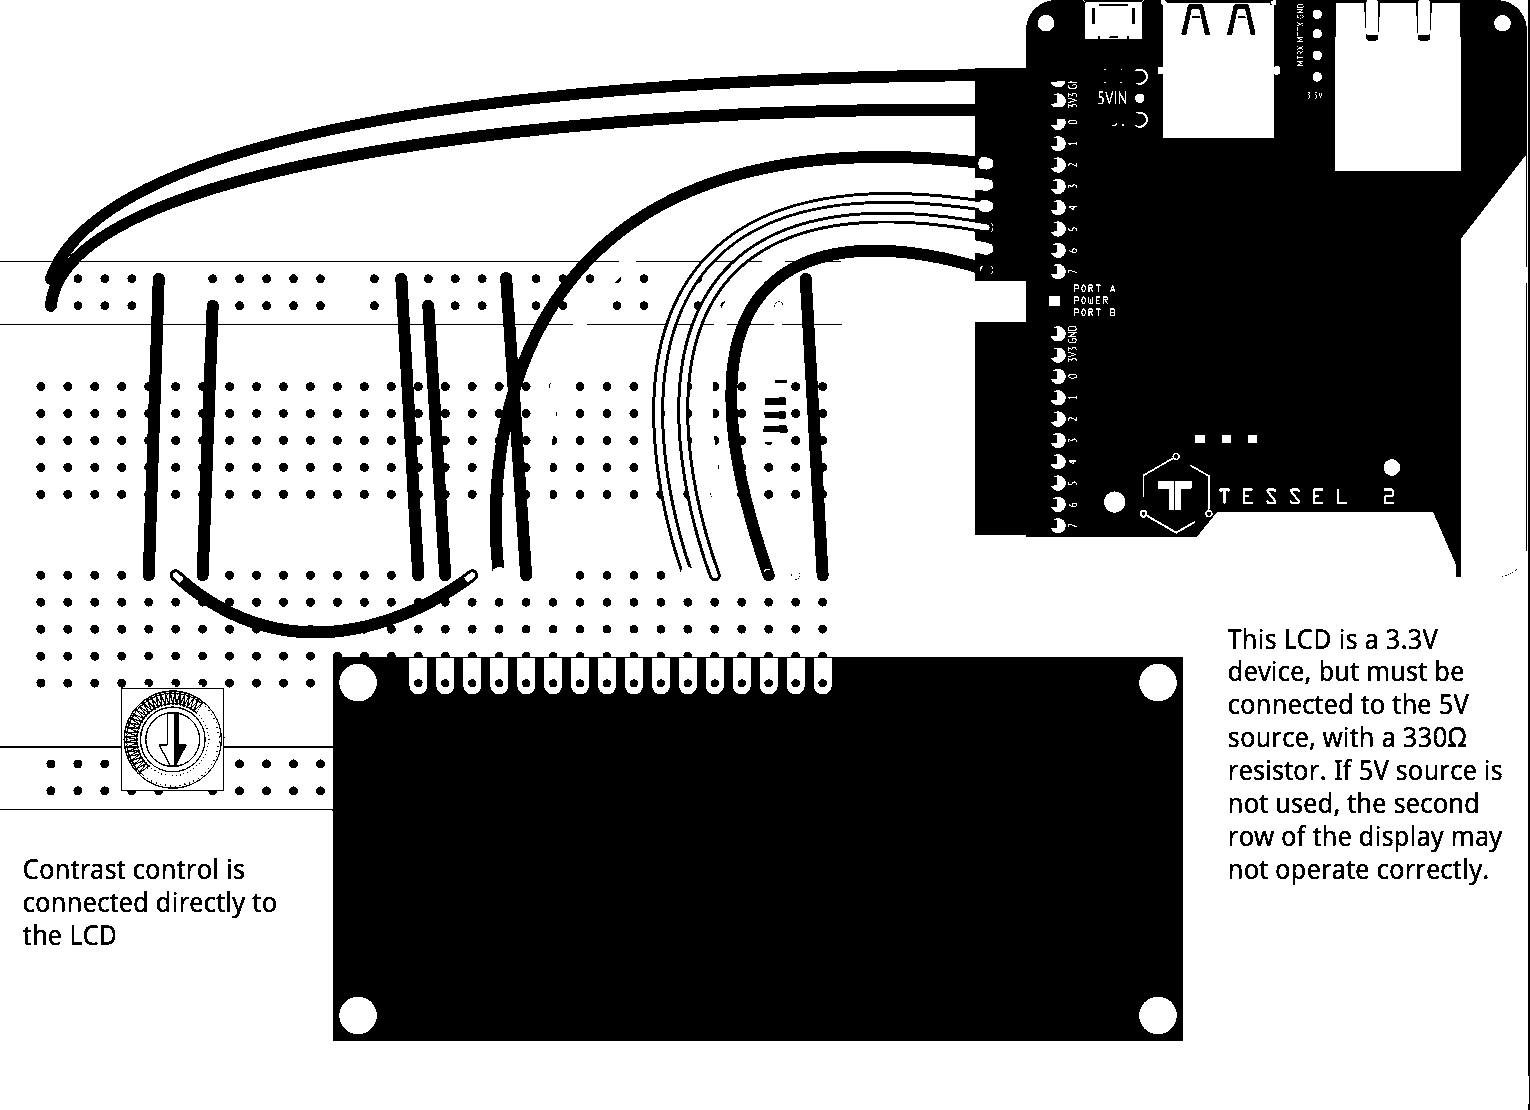 MTRX MTTX GND
3.3V
5VIN
3V3
0
1
2
3
4
5
6
7
PORT A
POWER
PORT B
GND
3V3
0
1
2
3
4
5
6
7
TESSEL 2
This LCD is a 3.3V
device, but must be
connected to the 5V
source, with a 330Ω
resistor. If 5V source is
not used, the second
row of the display may
not operate correctly.
Contrast control is
connected directly to
the LCD